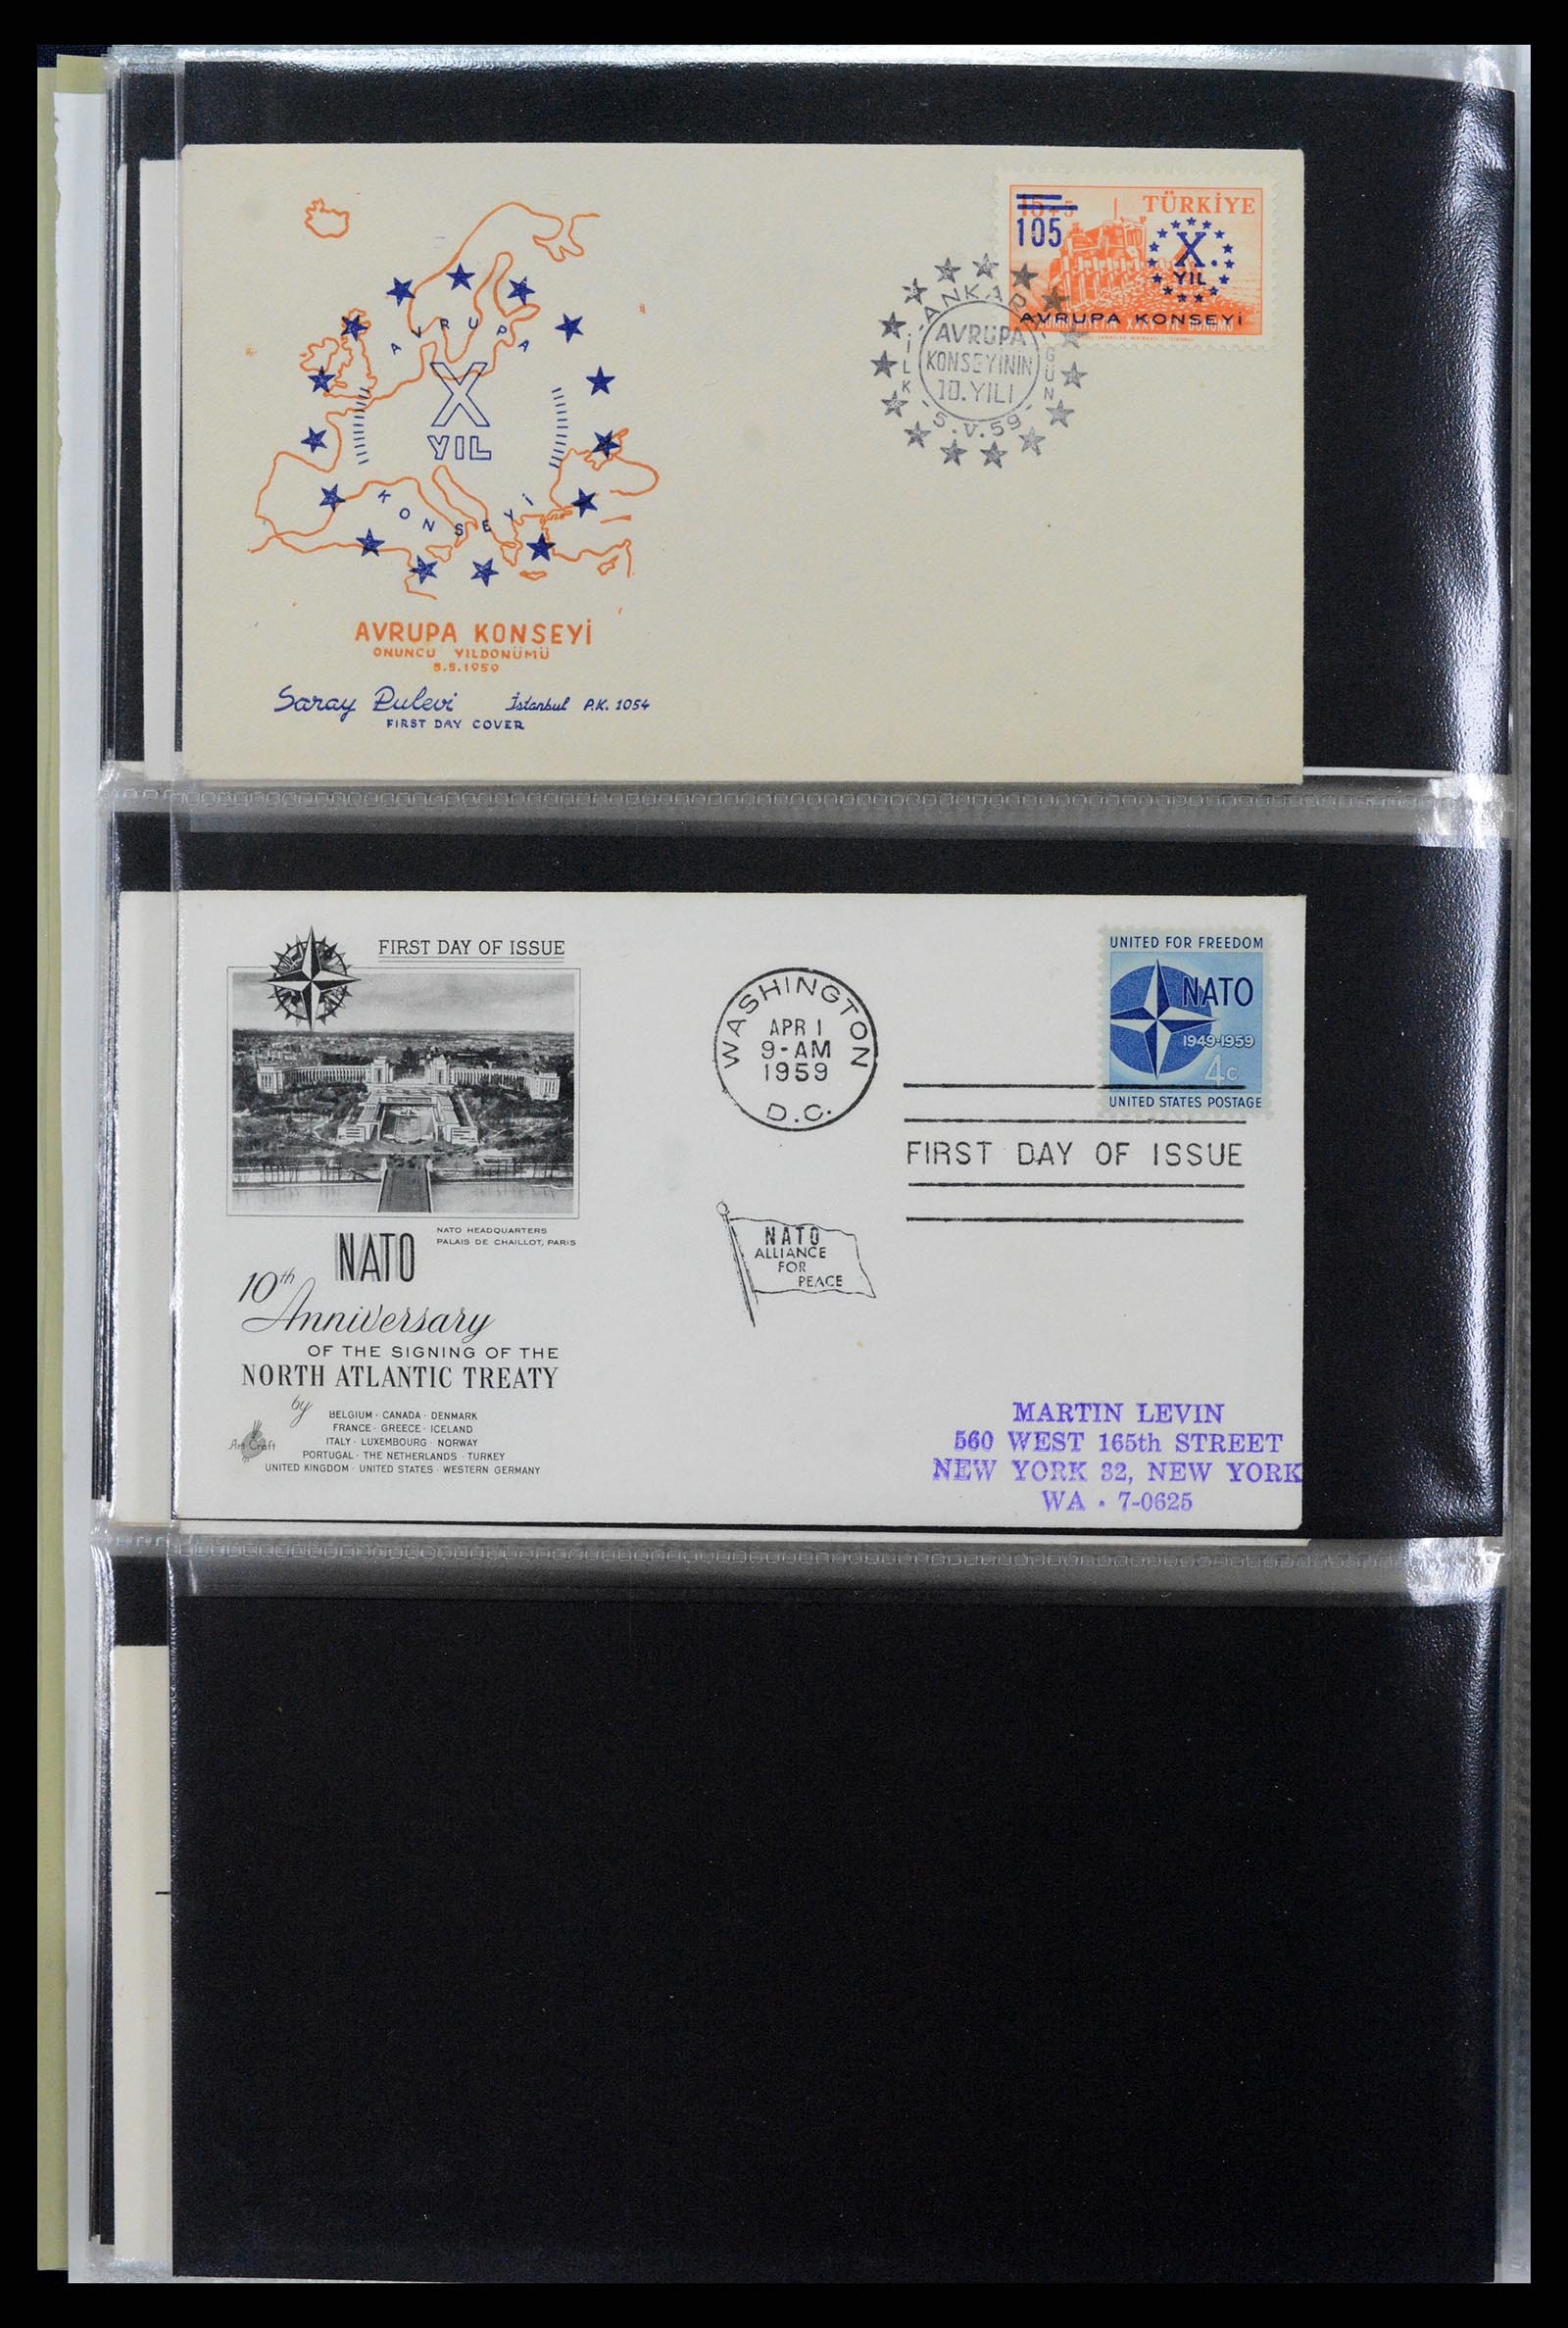 AVRUPA
X
YIL
KONSEYİ
AVRUPA KONSEYİ
ONUNCU YILDONÜMÜ
5.5.1959
Saray Pulevi İstanbul P.K. 1054
FIRST DAY COVER
15+5 TÜRKİYE
105
X.
YIL
AVRUPA KONSEYİ
ANKARA
İLK GÜN
AVRUPA
KONSEYİNİN
10.YILI
5.V.59
FIRST DAY OF ISSUE
NATO HEADQUARTERS
PALAIS DE CHAILLOT, PARIS
NATO
10th
Anniversary
OF THE SIGNING OF THE
NORTH ATLANTIC TREATY
by
BELGIUM · CANADA · DENMARK
FRANCE · GREECE · ICELAND
ITALY · LUXEMBOURG · NORWAY
PORTUGAL · THE NETHERLANDS · TURKEY
UNITED KINGDOM · UNITED STATES · WESTERN GERMANY
Art Craft
WASHINGTON
APR 1
9-AM
1959
D.C.
UNITED FOR FREEDOM
NATO
1949-1959
4c
UNITED STATES POSTAGE
FIRST DAY OF ISSUE
NATO
ALLIANCE
FOR
PEACE
MARTIN LEVIN
560 WEST 165th STREET
NEW YORK 32, NEW YORK
WA · 7-0625